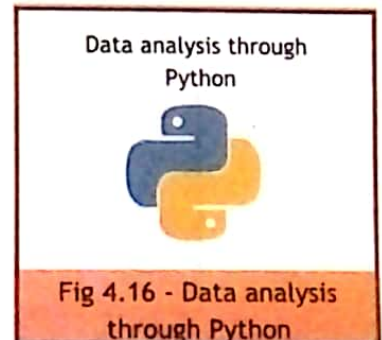 Data analysis through
Python
Fig 4.16 - Data analysis
through Python